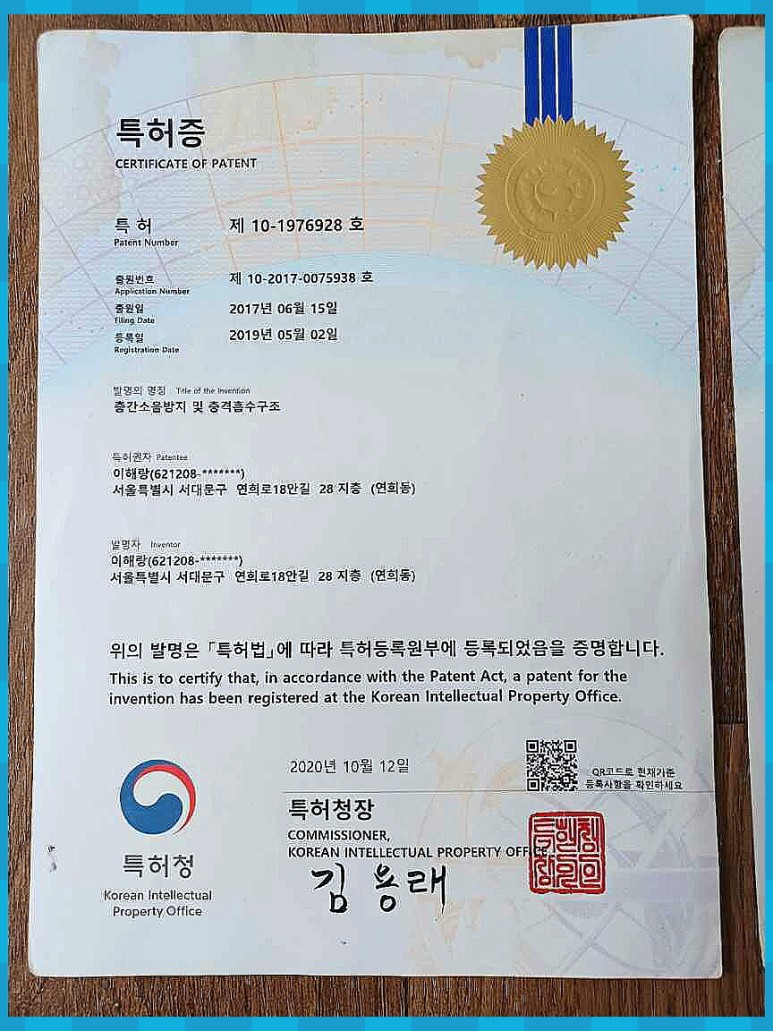 특허증
CERTIFICATE OF PATENT
특 허 제 10-1976928 호
Patent Number
출원번호 제 10-2017-0075938 호
Application Number
출원일 2017년 06월 15일
Filing Date
등록일 2019년 05월 02일
Registration Date
발명의 명칭 Title of the Invention
층간소음방지 및 충격흡수구조
특허권자 Patentee
이해랑(621208-*******)
서울특별시 서대문구 연희로18안길 28 지층 (연희동)
발명자 Inventor
이해랑(621208-*******)
서울특별시 서대문구 연희로18안길 28 지층 (연희동)
위의 발명은 「특허법」에 따라 특허등록원부에 등록되었음을 증명합니다.
This is to certify that, in accordance with the Patent Act, a patent for the
invention has been registered at the Korean Intellectual Property Office.
2020년 10월 12일
QR코드로 현재기준
등록사항을 확인하세요
특허청장
COMMISSIONER,
KOREAN INTELLECTUAL PROPERTY OFFICE
김용래
특허청
Korean Intellectual
Property Office